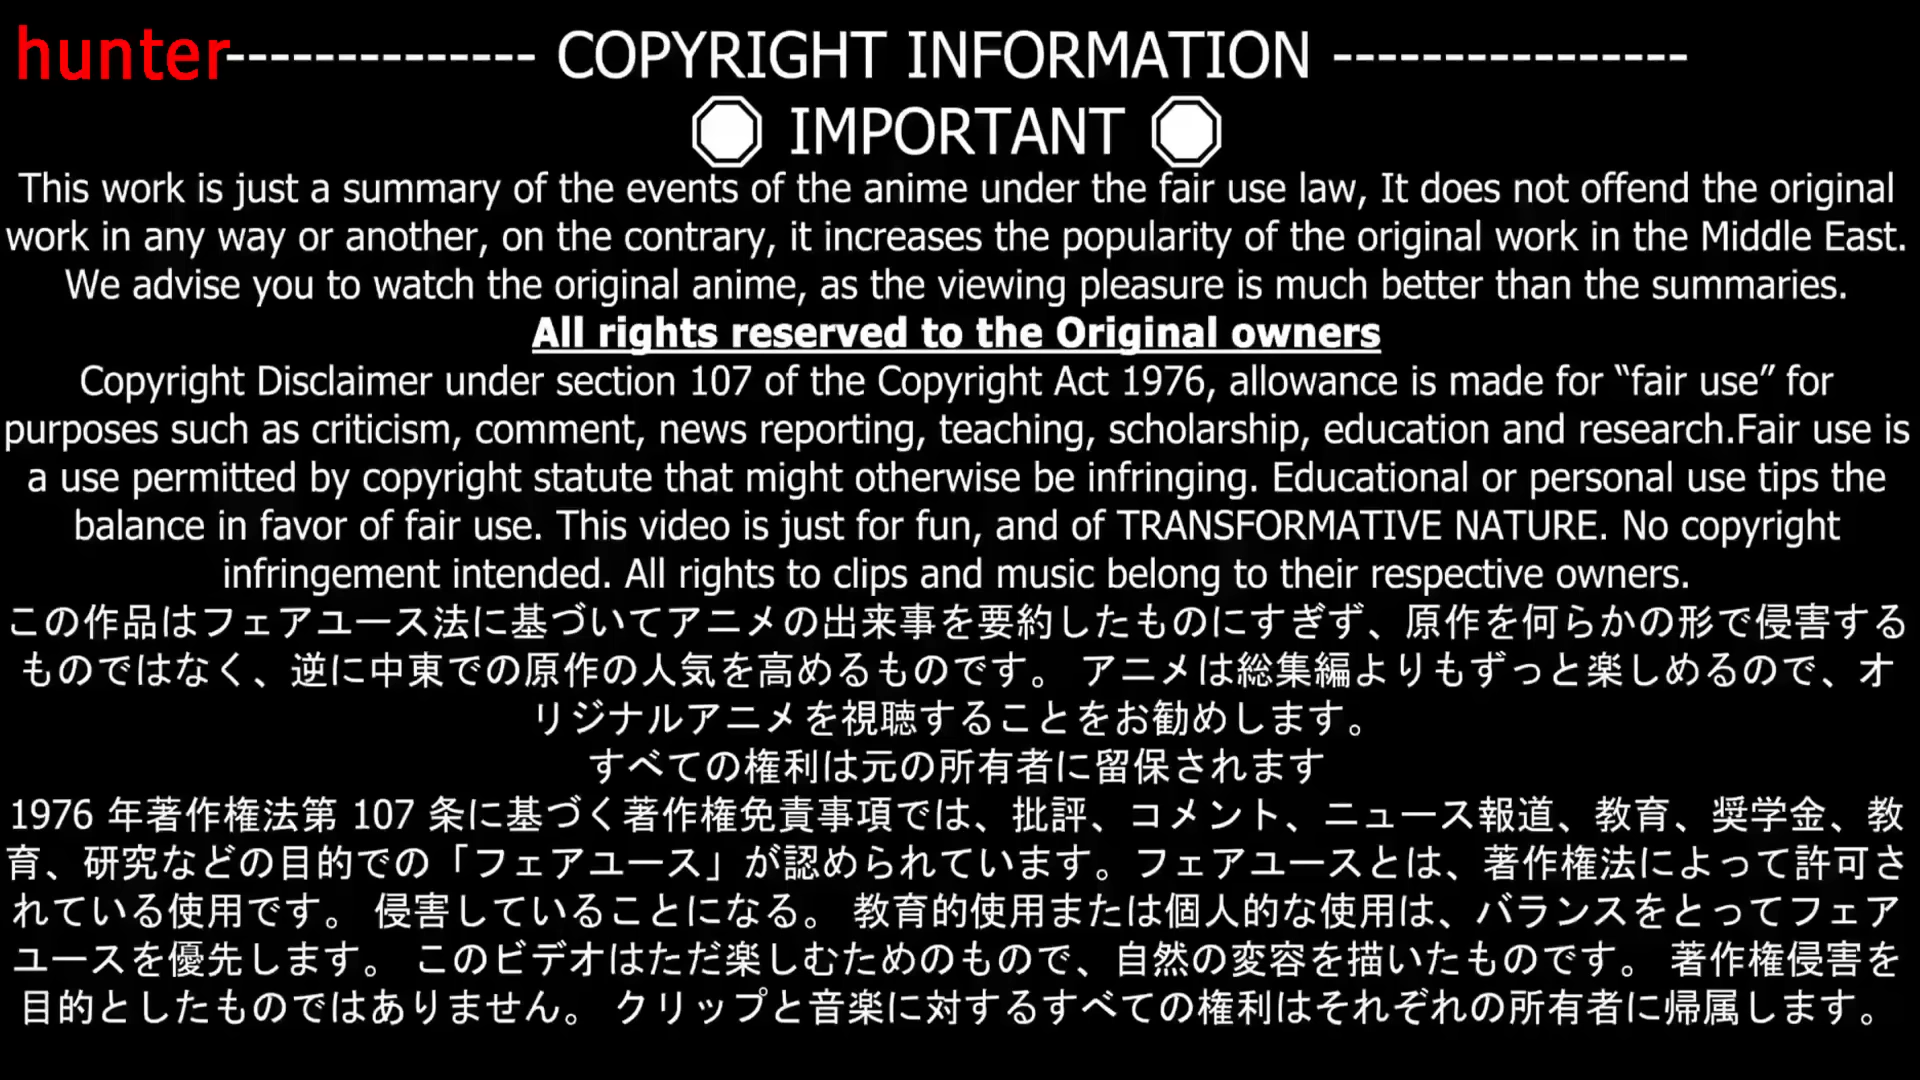 hunter-------------- COPYRIGHT INFORMATION ----------------
🛑 IMPORTANT 🛑
This work is just a summary of the events of the anime under the fair use law, It does not offend the original
work in any way or another, on the contrary, it increases the popularity of the original work in the Middle East.
We advise you to watch the original anime, as the viewing pleasure is much better than the summaries.
All rights reserved to the Original owners
Copyright Disclaimer under section 107 of the Copyright Act 1976, allowance is made for “fair use” for
purposes such as criticism, comment, news reporting, teaching, scholarship, education and research.Fair use is
a use permitted by copyright statute that might otherwise be infringing. Educational or personal use tips the
balance in favor of fair use. This video is just for fun, and of TRANSFORMATIVE NATURE. No copyright
infringement intended. All rights to clips and music belong to their respective owners.
この作品はフェアユース法に基づいてアニメの出来事を要約したものにすぎず、原作を何らかの形で侵害する
ものではなく、逆に中東での原作の人気を高めるものです。 アニメは総集編よりもずっと楽しめるので、オ
リジナルアニメを視聴することをお勧めします。
すべての権利は元の所有者に留保されます
1976 年著作権法第 107 条に基づく著作権免責事項では、批評、コメント、ニュース報道、教育、奨学金、教
育、研究などの目的での「フェアユース」が認められています。フェアユースとは、著作権法によって許可さ
れている使用です。 侵害していることになる。 教育的使用または個人的な使用は、バランスをとってフェア
ユースを優先します。 このビデオはただ楽しむためのもので、自然の変容を描いたものです。 著作権侵害を
目的としたものではありません。 クリップと音楽に対するすべての権利はそれぞれの所有者に帰属します。